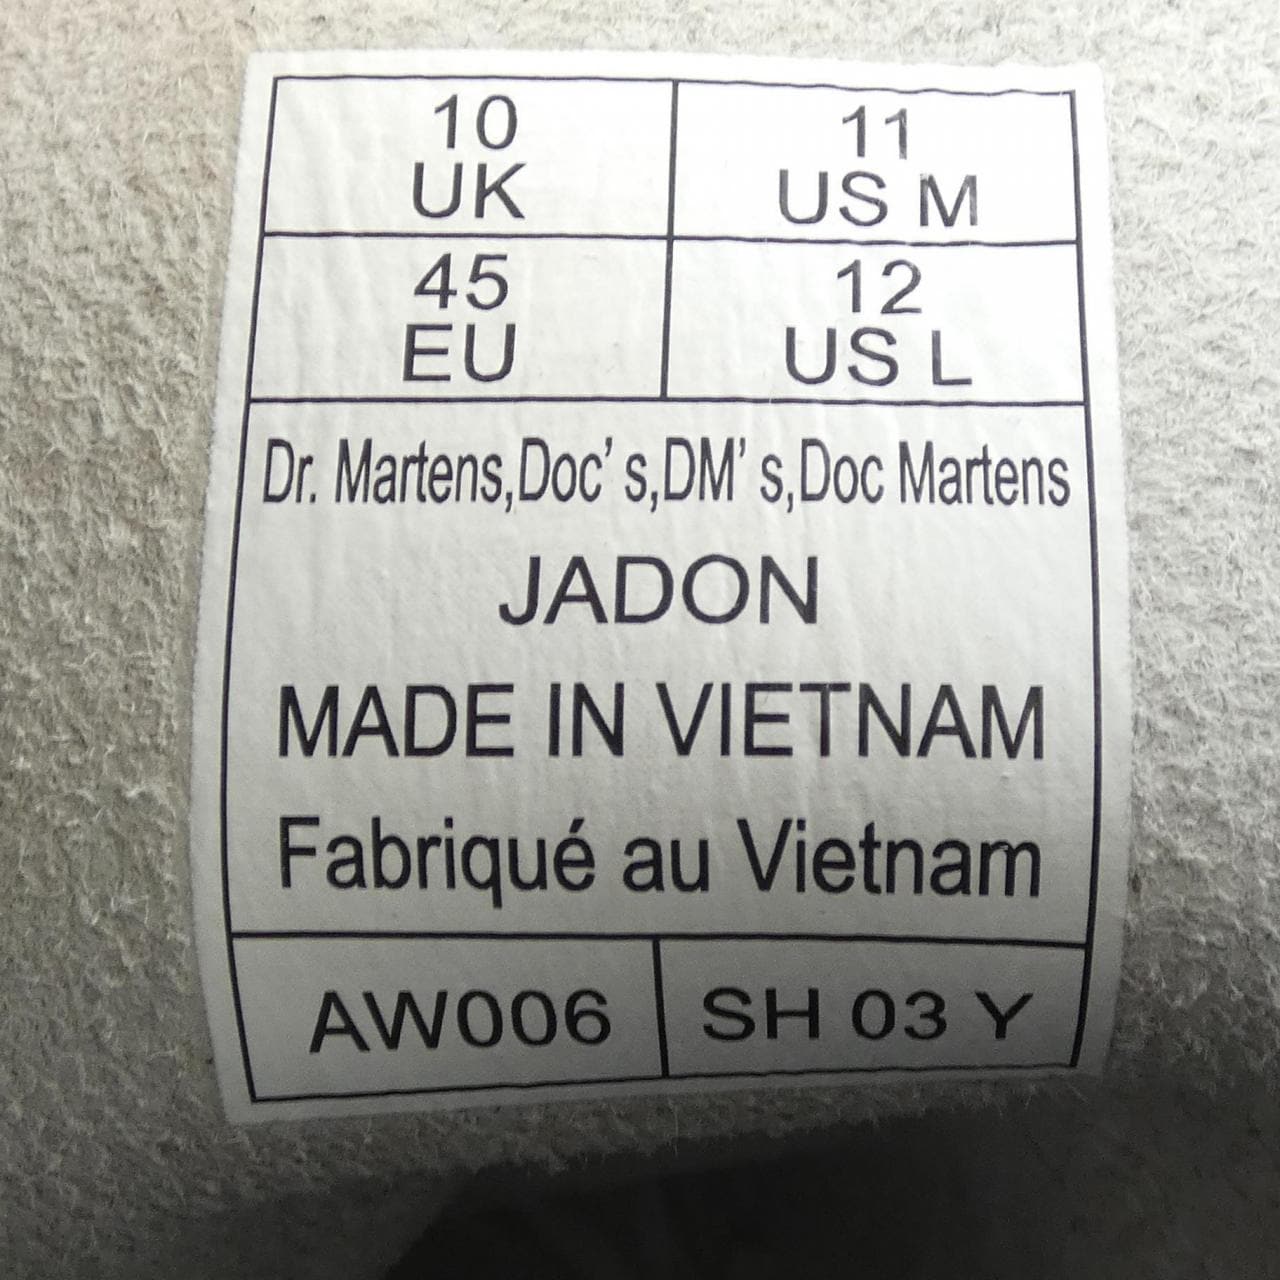 10
UK
11
US M
45
EU
12
US L
Dr. Martens,Doc’ s,DM’ s,Doc Martens
JADON
MADE IN VIETNAM
Fabriqué au Vietnam
AW006
SH 03 Y